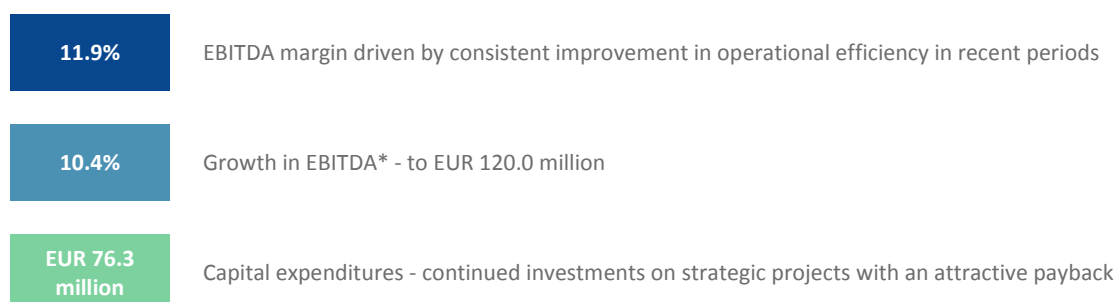 11.9%
EBITDA margin driven by consistent improvement in operational efficiency in recent periods
10.4%
Growth in EBITDA* - to EUR 120.0 million
EUR 76.3
million
Capital expenditures - continued investments on strategic projects with an attractive payback